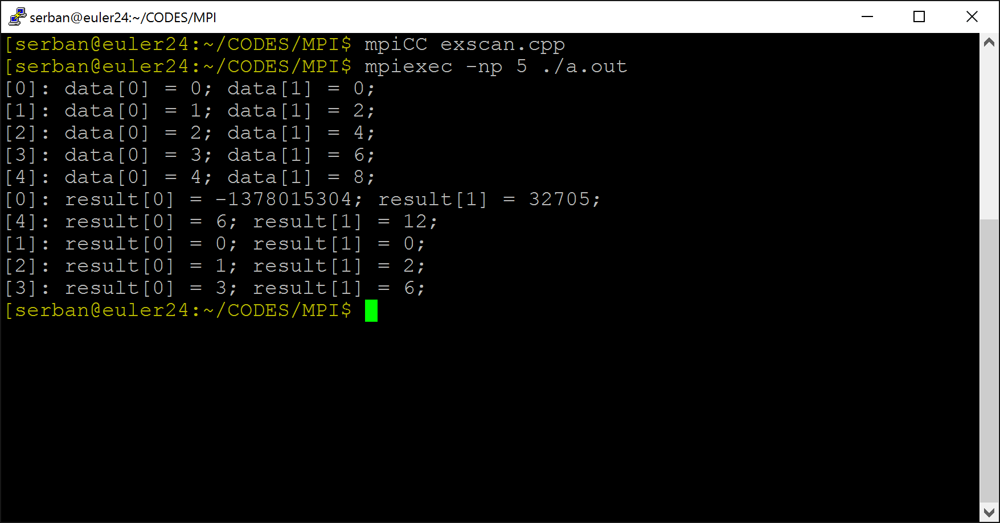 serban@euler24:~/CODES/MPI
[serban@euler24:~/CODES/MPI$ mpiCC exscan.cpp
[serban@euler24:~/CODES/MPI$ mpiexec -np 5 ./a.out
[0]: data[0] = 0; data[1] = 0;
[1]: data[0] = 1; data[1] = 2;
[2]: data[0] = 2; data[1] = 4;
[3]: data[0] = 3; data[1] = 6;
[4]: data[0] = 4; data[1] = 8;
[0]: result[0] = -1378015304; result[1] = 32705;
[4]: result[0] = 6; result[1] = 12;
[1]: result[0] = 0; result[1] = 0;
[2]: result[0] = 1; result[1] = 2;
[3]: result[0] = 3; result[1] = 6;
[serban@euler24:~/CODES/MPI$